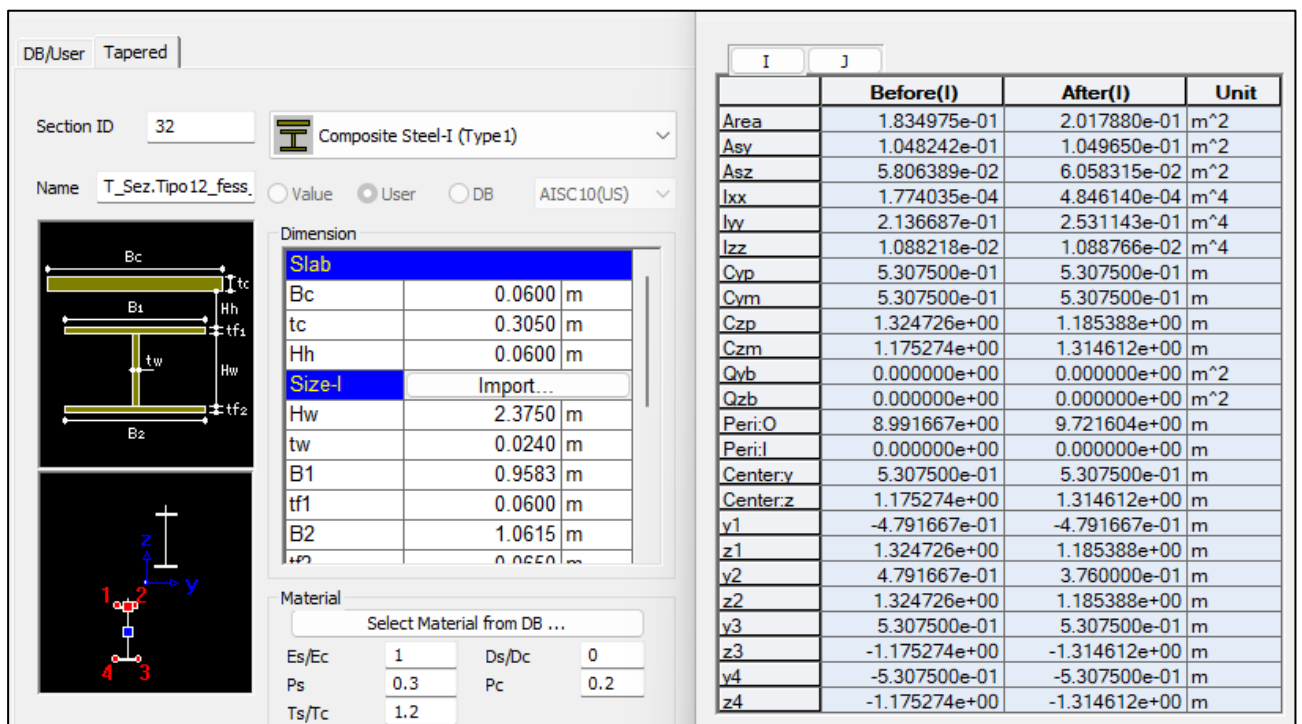 DB/User Tapered
Section ID 32 Composite Steel-I (Type1)
Name T_Sez.Tipo12_fess_ Value User DB AISC10(US)
Bc
tc
B1
Hh
tf1
tw
Hw
tf2
B2
z
y
1 2
4 3
Dimension
Slab
Bc 0.0600 m
tc 0.3050 m
Hh 0.0600 m
Size-I Import...
Hw 2.3750 m
tw 0.0240 m
B1 0.9583 m
tf1 0.0600 m
B2 1.0615 m
tf2 0.0650 m
Material
Select Material from DB ...
Es/Ec 1 Ds/Dc 0
Ps 0.3 Pc 0.2
Ts/Tc 1.2
I J
Before(I) After(I) Unit
Area 1.834975e-01 2.017880e-01 m^2
Asy 1.048242e-01 1.049650e-01 m^2
Asz 5.806389e-02 6.058315e-02 m^2
Ixx 1.774035e-04 4.846140e-04 m^4
Iyy 2.136687e-01 2.531143e-01 m^4
Izz 1.088218e-02 1.088766e-02 m^4
Cyp 5.307500e-01 5.307500e-01 m
Cym 5.307500e-01 5.307500e-01 m
Czp 1.324726e+00 1.185388e+00 m
Czm 1.175274e+00 1.314612e+00 m
Qyb 0.000000e+00 0.000000e+00 m^2
Qzb 0.000000e+00 0.000000e+00 m^2
Peri:O 8.991667e+00 9.721604e+00 m
Peri:I 0.000000e+00 0.000000e+00 m
Center:y 5.307500e-01 5.307500e-01 m
Center:z 1.175274e+00 1.314612e+00 m
y1 -4.791667e-01 -4.791667e-01 m
z1 1.324726e+00 1.185388e+00 m
y2 4.791667e-01 3.760000e-01 m
z2 1.324726e+00 1.185388e+00 m
y3 5.307500e-01 5.307500e-01 m
z3 -1.175274e+00 -1.314612e+00 m
y4 -5.307500e-01 -5.307500e-01 m
z4 -1.175274e+00 -1.314612e+00 m